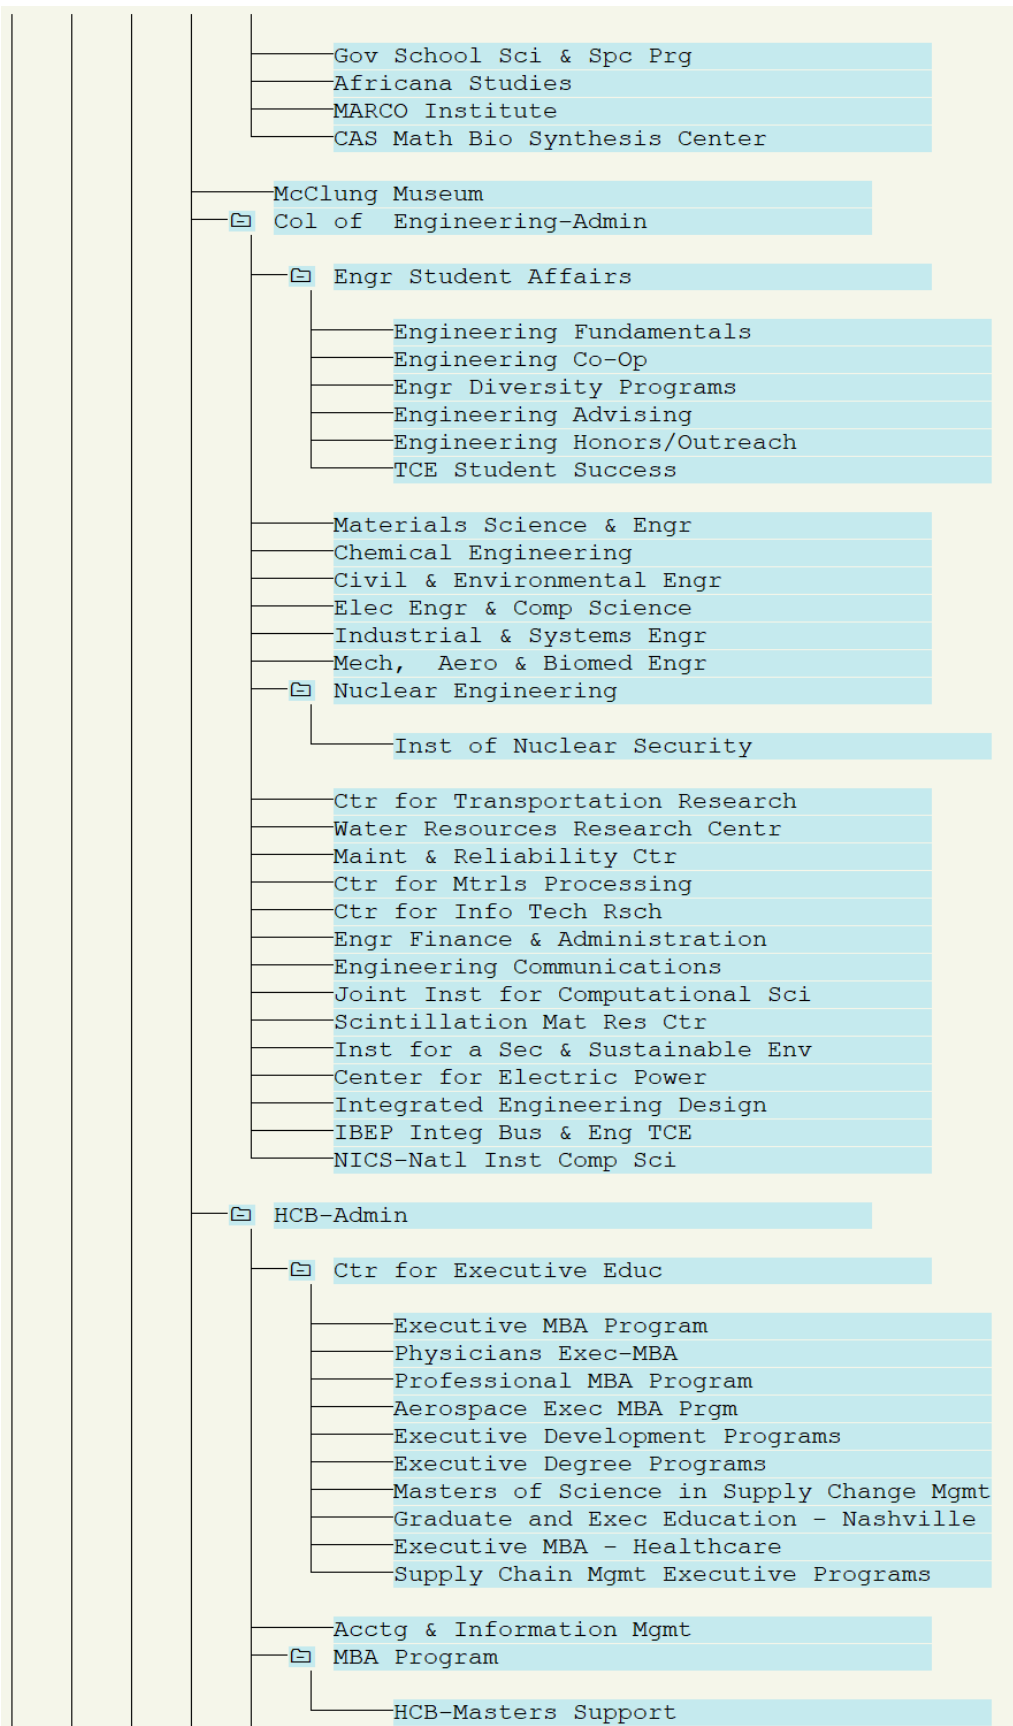 Gov School Sci & Spc Prg
Africana Studies
MARCO Institute
CAS Math Bio Synthesis Center
McClung Museum
Col of  Engineering-Admin
Engr Student Affairs
Engineering Fundamentals
Engineering Co-Op
Engr Diversity Programs
Engineering Advising
Engineering Honors/Outreach
TCE Student Success
Materials Science & Engr
Chemical Engineering
Civil & Environmental Engr
Elec Engr & Comp Science
Industrial & Systems Engr
Mech,  Aero & Biomed Engr
Nuclear Engineering
Inst of Nuclear Security
Ctr for Transportation Research
Water Resources Research Centr
Maint & Reliability Ctr
Ctr for Mtrls Processing
Ctr for Info Tech Rsch
Engr Finance & Administration
Engineering Communications
Joint Inst for Computational Sci
Scintillation Mat Res Ctr
Inst for a Sec & Sustainable Env
Center for Electric Power
Integrated Engineering Design
IBEP Integ Bus & Eng TCE
NICS-Natl Inst Comp Sci
HCB-Admin
Ctr for Executive Educ
Executive MBA Program
Physicians Exec-MBA
Professional MBA Program
Aerospace Exec MBA Prgm
Executive Development Programs
Executive Degree Programs
Masters of Science in Supply Change Mgmt
Graduate and Exec Education - Nashville
Executive MBA - Healthcare
Supply Chain Mgmt Executive Programs
Acctg & Information Mgmt
MBA Program
HCB-Masters Support